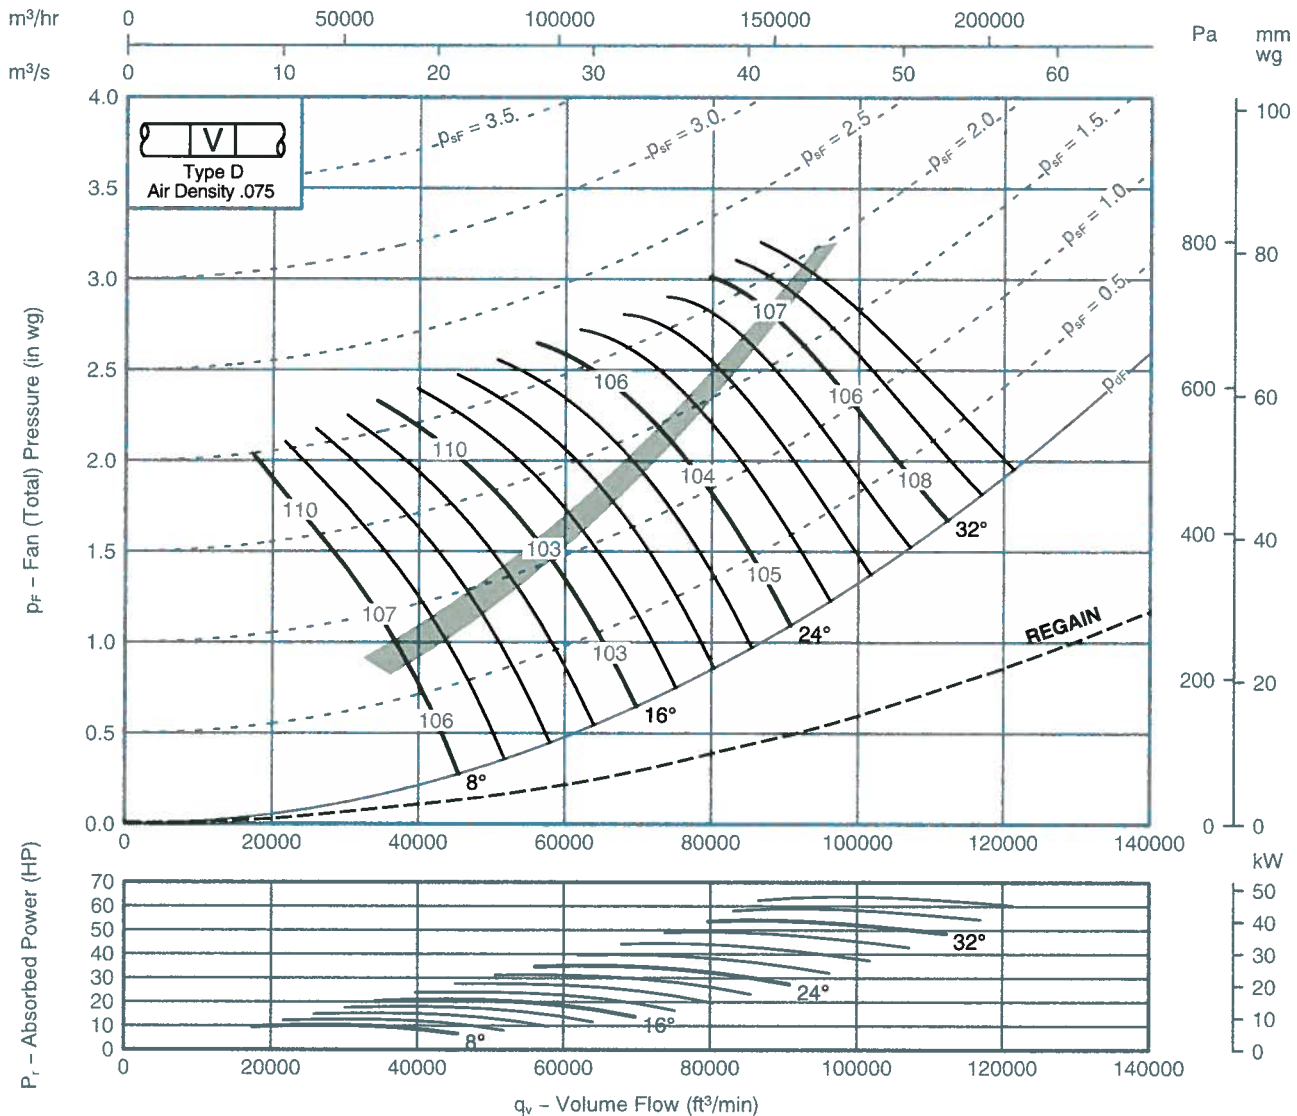 m³/hr 0 50000 100000 150000 200000
m³/s 0 10 20 30 40 50 60
Pa mm
wg
4.0
3.5
3.0
2.5
2.0
1.5
1.0
0.5
0.0
pF – Fan (Total) Pressure (in wg)
V
Type D
Air Density .075
psF = 3.5
psF = 3.0
psF = 2.5
psF = 2.0
psF = 1.5
psF = 1.0
psF = 0.5
pdF
107
106
106
110
110
104
108
32°
103
105
107
103
24°
REGAIN
16°
106
8°
800
600
400
200
0
100
80
60
40
20
0
0 20000 40000 60000 80000 100000 120000 140000
Pr – Absorbed Power (HP)
70
60
50
40
30
20
10
0
32°
24°
16°
8°
kW
50
40
30
20
10
0
0 20000 40000 60000 80000 100000 120000 140000
qv – Volume Flow (ft³/min)